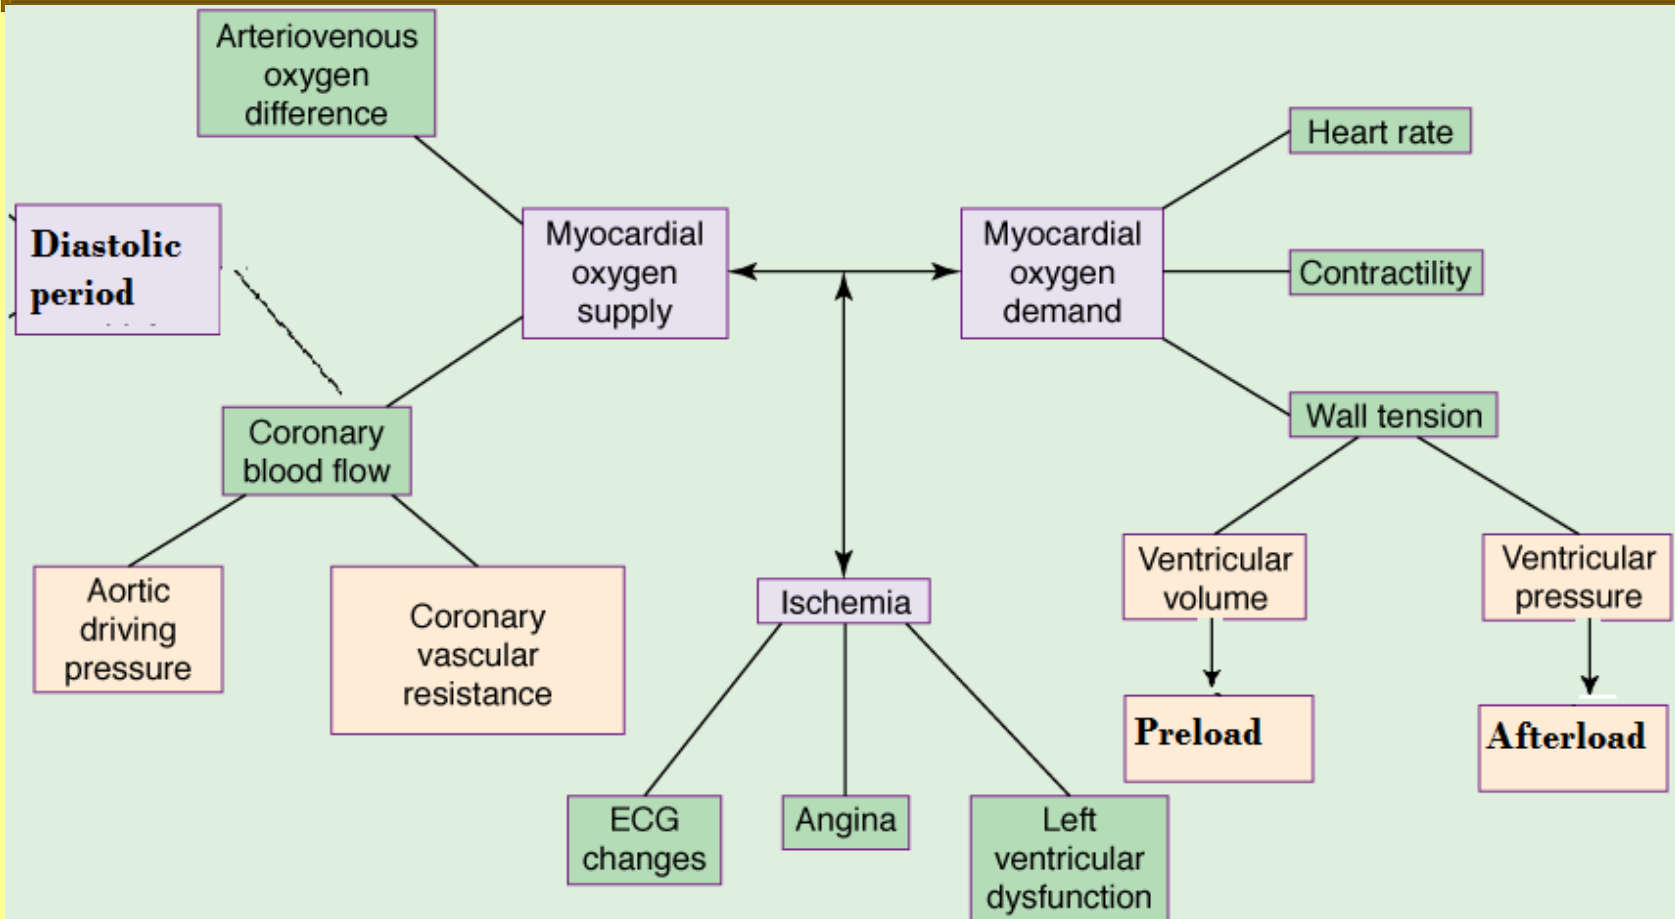 Arteriovenous
oxygen
difference
Heart rate
Diastolic
period
Myocardial
oxygen
supply
Myocardial
oxygen
demand
Contractility
Coronary
blood flow
Wall tension
Aortic
driving
pressure
Coronary
vascular
resistance
Ischemia
Ventricular
volume
Ventricular
pressure
Preload
Afterload
ECG
changes
Angina
Left
ventricular
dysfunction